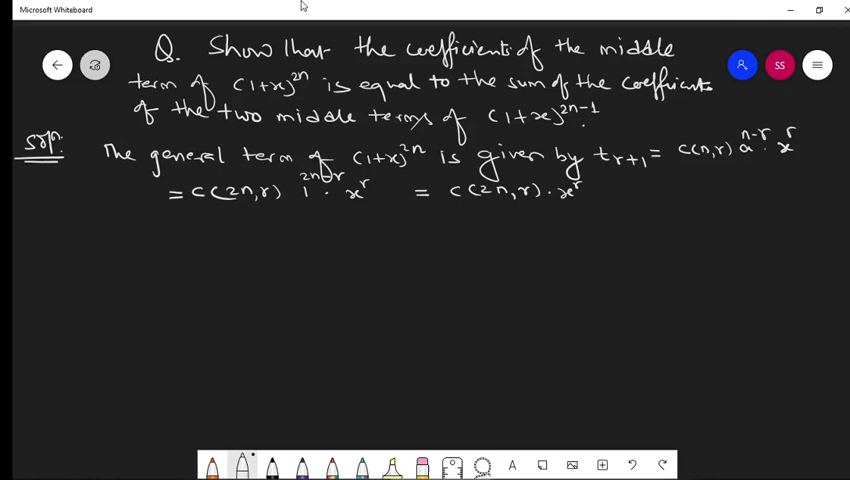 Microsoft Whiteboard
Q. Show that the coefficients of the middle
term of (1+x)^2n is equal to the sum of the coefficients
of the two middle terms of (1+x)^2n-1.
SS
Solⁿ. The general term of (1+x)^2n is given by t_r+1 = C(n,r) a^n-r · x^r
= C(2n,r) 1^2n-r · x^r = C(2n,r) · x^r
A